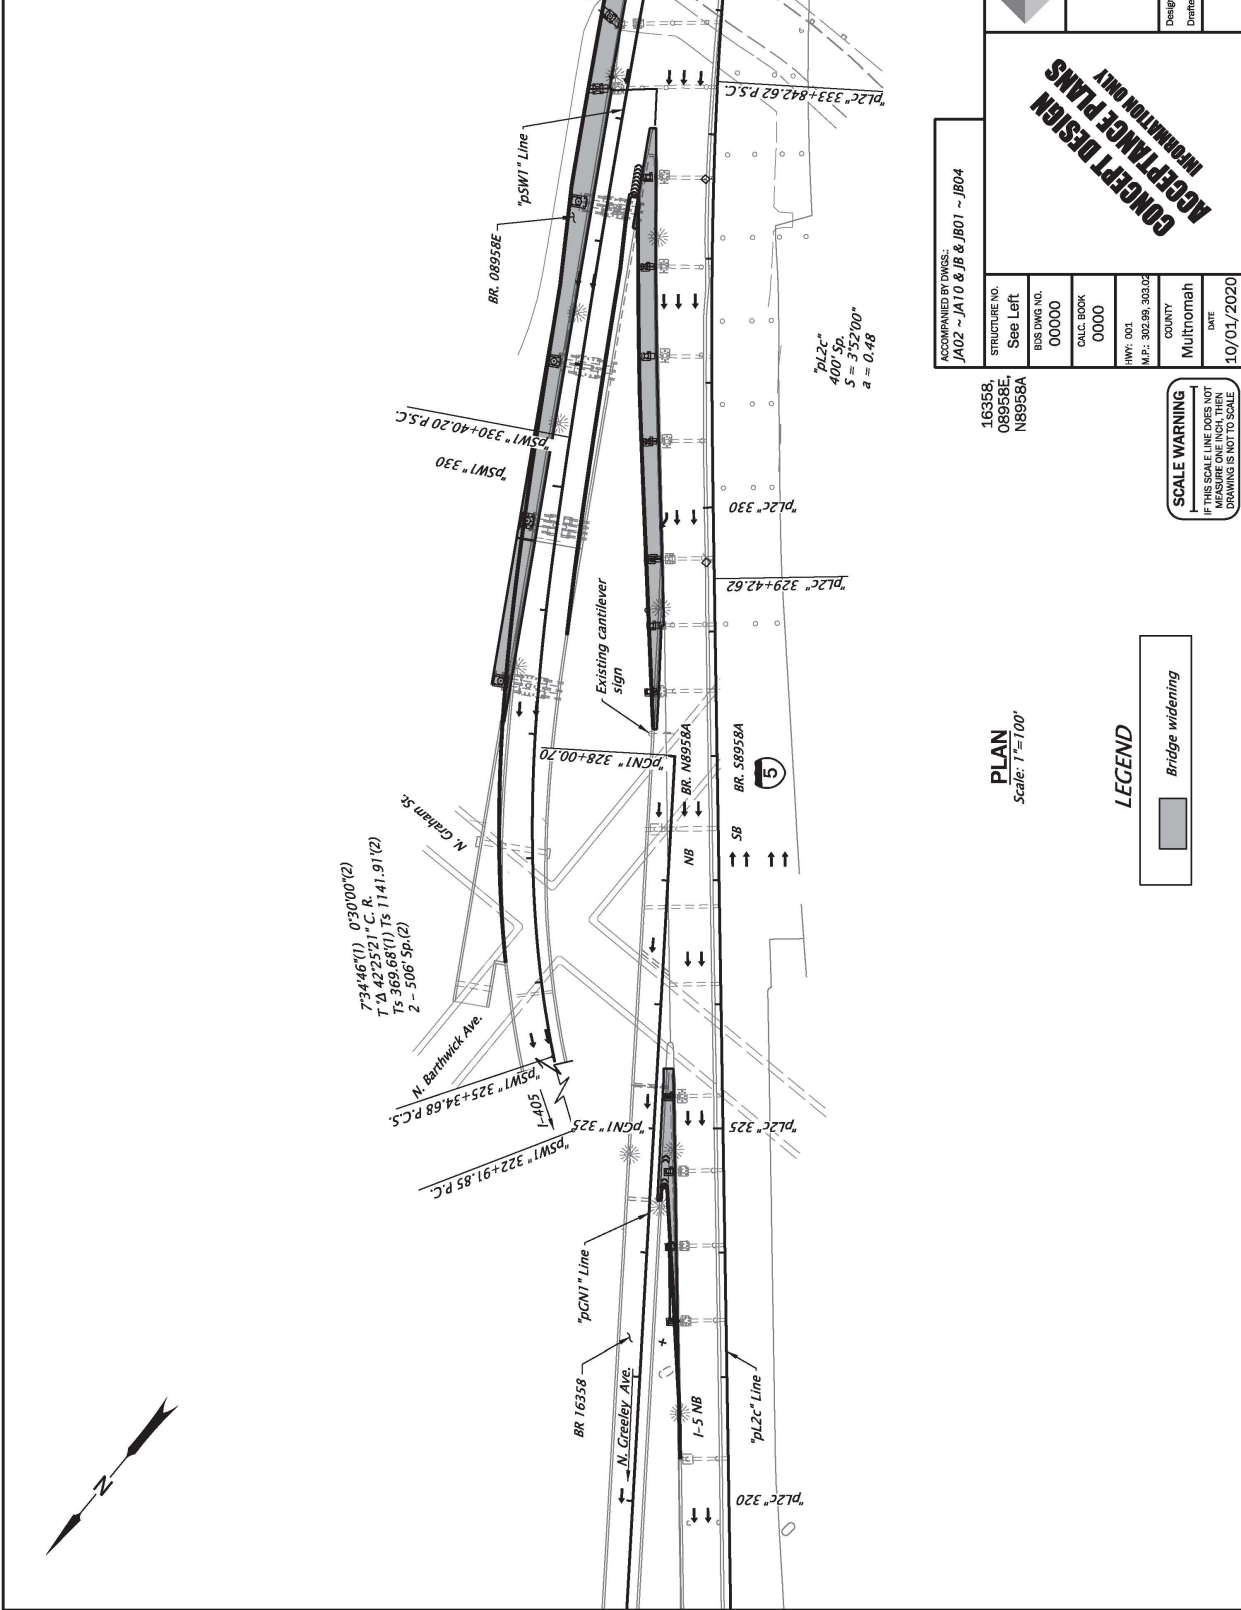 N
7°34'46"(1) 0°30'00"(2)
T "Δ 42°25'21" C. R.
Ts 369.68'(1) Ts 1141.91'(2)
2 - 506' Sp.(2)
N. Graham St.
N. Barthwick Ave.
"pSW1" 325+34.68 P.C.S.
"pSW1" 322+91.85 P.C.
I-405
"pSW1" 330+40.20 P.S.C.
"pSW1" 330
BR. 08958E
"pSW1" Line
Existing cantilever
sign
"pGN1" 328+00.70
"pGN1" 325
"pGN1" Line
BR 16358
N. Greeley Ave.
I-5 NB
NB
BR. N8958A
BR. S8958A
SB
5
"pL2c" Line
"pL2c" 320
"pL2c" 325
"pL2c" 329+42.62
"pL2c" 330
"pL2c" 333+842.62 P.S.C.
"pL2c"
400' Sp.
S = 3°52'00"
a = 0.48
PLAN
Scale: 1"=100'
LEGEND
Bridge widening
ACCOMPANIED BY DWGS.:
JA02 ~ JA10 & JB & JB01 ~ JB04
16358,
08958E,
N8958A
STRUCTURE NO.
See Left
BDS DWG NO.
00000
CALC. BOOK
0000
HWY: 001
M.P.: 302.99, 303.02
COUNTY
Multnomah
DATE
10/01/2020
CONCEPT DESIGN
ACCEPTANCE PLANS
INFORMATION ONLY
SCALE WARNING
IF THIS SCALE LINE DOES NOT
MEASURE ONE INCH, THEN
DRAWING IS NOT TO SCALE